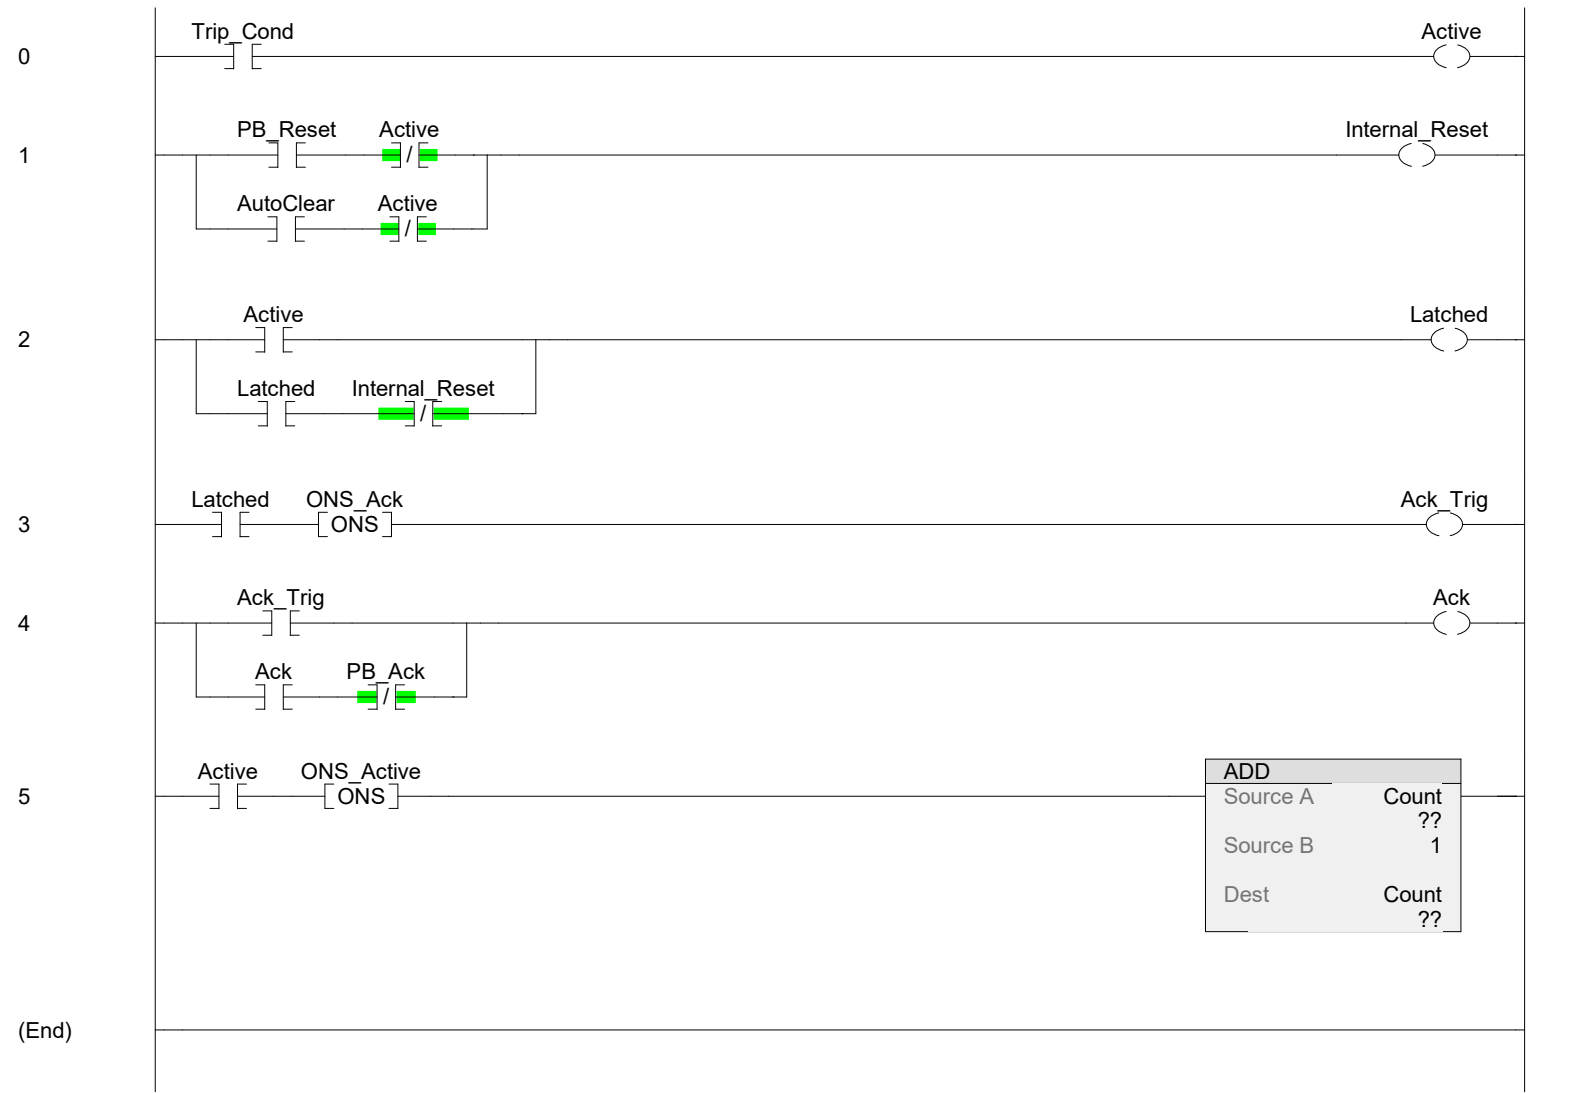 Trip_Cond Active
0
PB_Reset Active Internal_Reset
1 /
AutoClear Active
/
Active Latched
2
Latched Internal_Reset
/
Latched ONS_Ack Ack_Trig
3 ONS
Ack_Trig Ack
4
Ack PB_Ack
/
Active ONS_Active ADD
5 ONS Source A Count
??
Source B 1
Dest Count
??
(End)